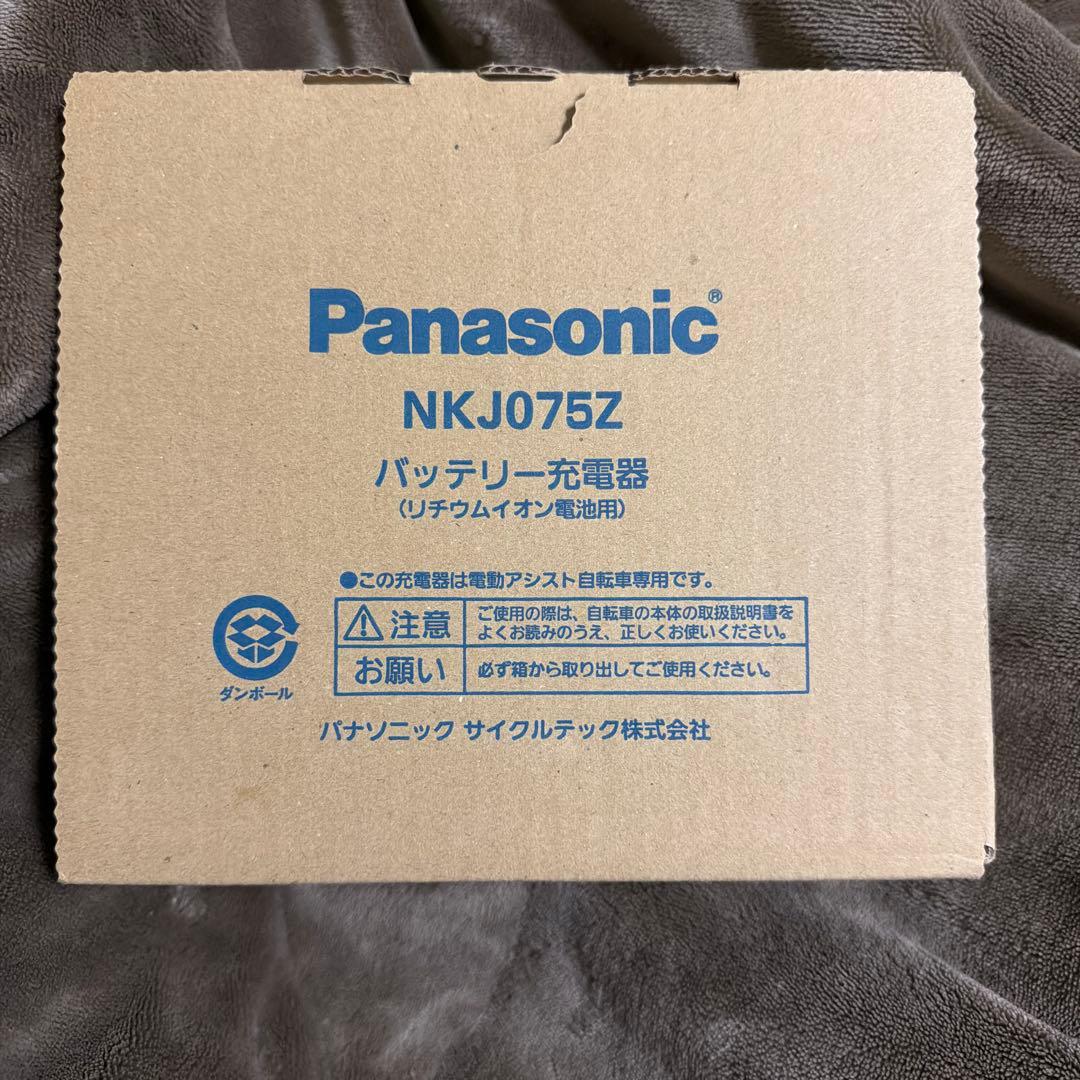 Panasonic®
NKJ075Z
バッテリー充電器
(リチウムイオン電池用)
●この充電器は電動アシスト自転車専用です。
注意
ご使用の際は、自転車の本体の取扱説明書を
よくお読みのうえ、正しくお使いください。
お願い
必ず箱から取り出してご使用ください。
ダンボール
パナソニック サイクルテック株式会社